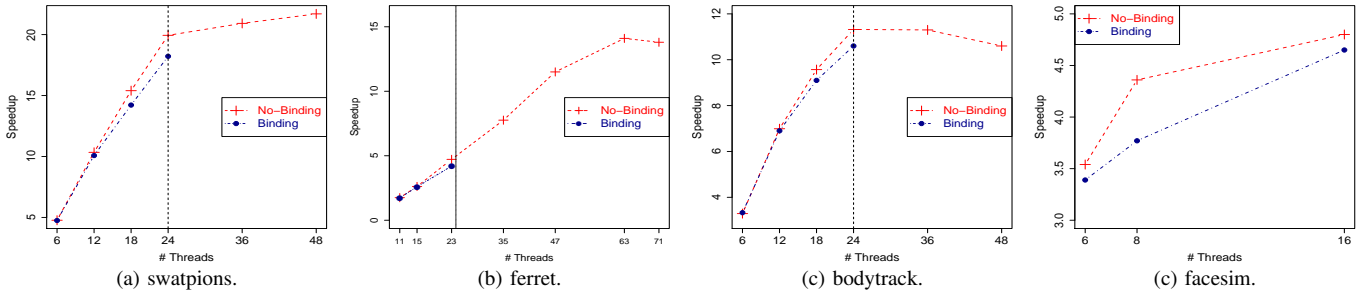 Speedup
20
15
10
5
No−Binding
Binding
6 12 18 24 36 48
# Threads
(a) swatpions.
Speedup
15
10
5
0
No−Binding
Binding
11 15 23 35 47 63 71
# Threads
(b) ferret.
Speedup
12
10
8
6
4
No−Binding
Binding
6 12 18 24 36 48
# Threads
(c) bodytrack.
Speedup
5.0
4.5
4.0
3.5
3.0
No−Binding
Binding
6 8 16
# Threads
(c) facesim.